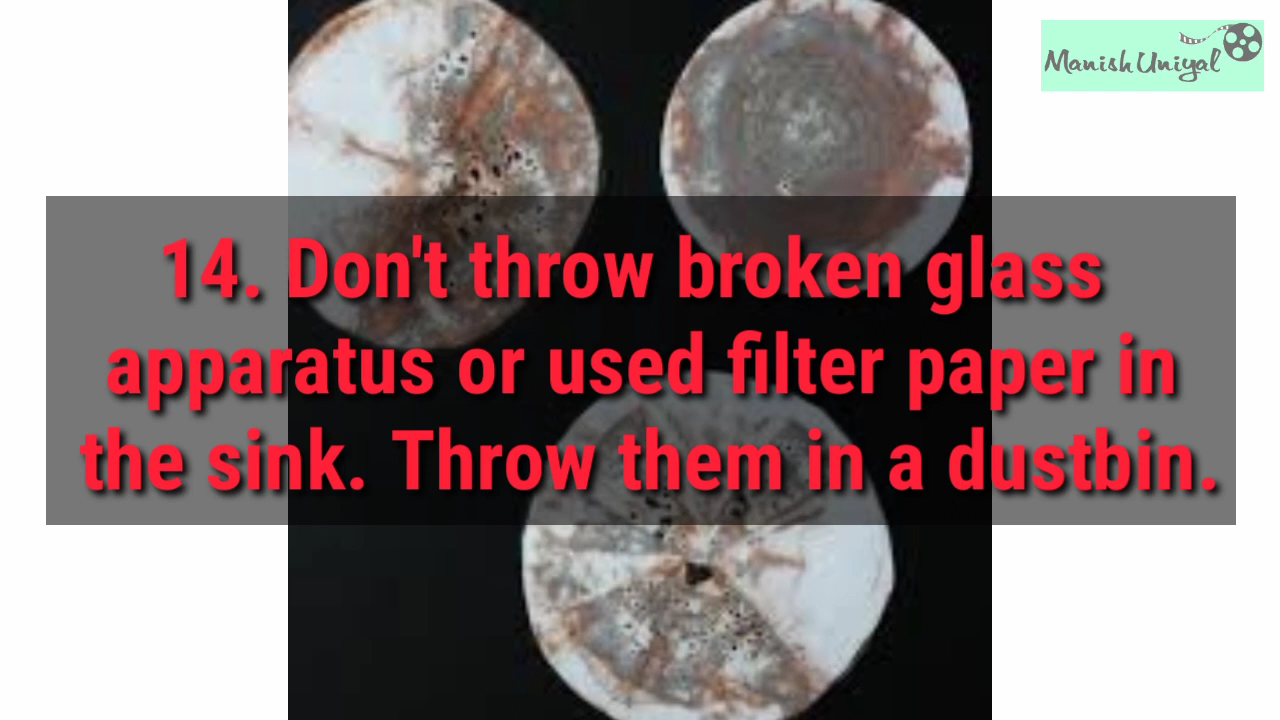 Manish Uniyal
14. Don't throw broken glass
apparatus or used filter paper in
the sink. Throw them in a dustbin.